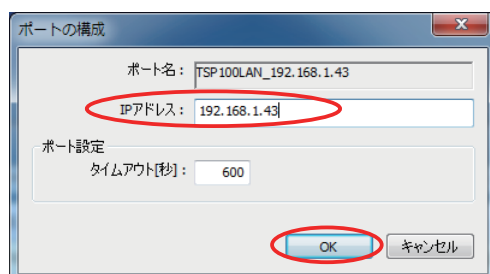 ポートの構成
ポート名： TSP100LAN_192.168.1.43
IPアドレス： 192.168.1.43
ポート設定
タイムアウト[秒]： 600
OK キャンセル